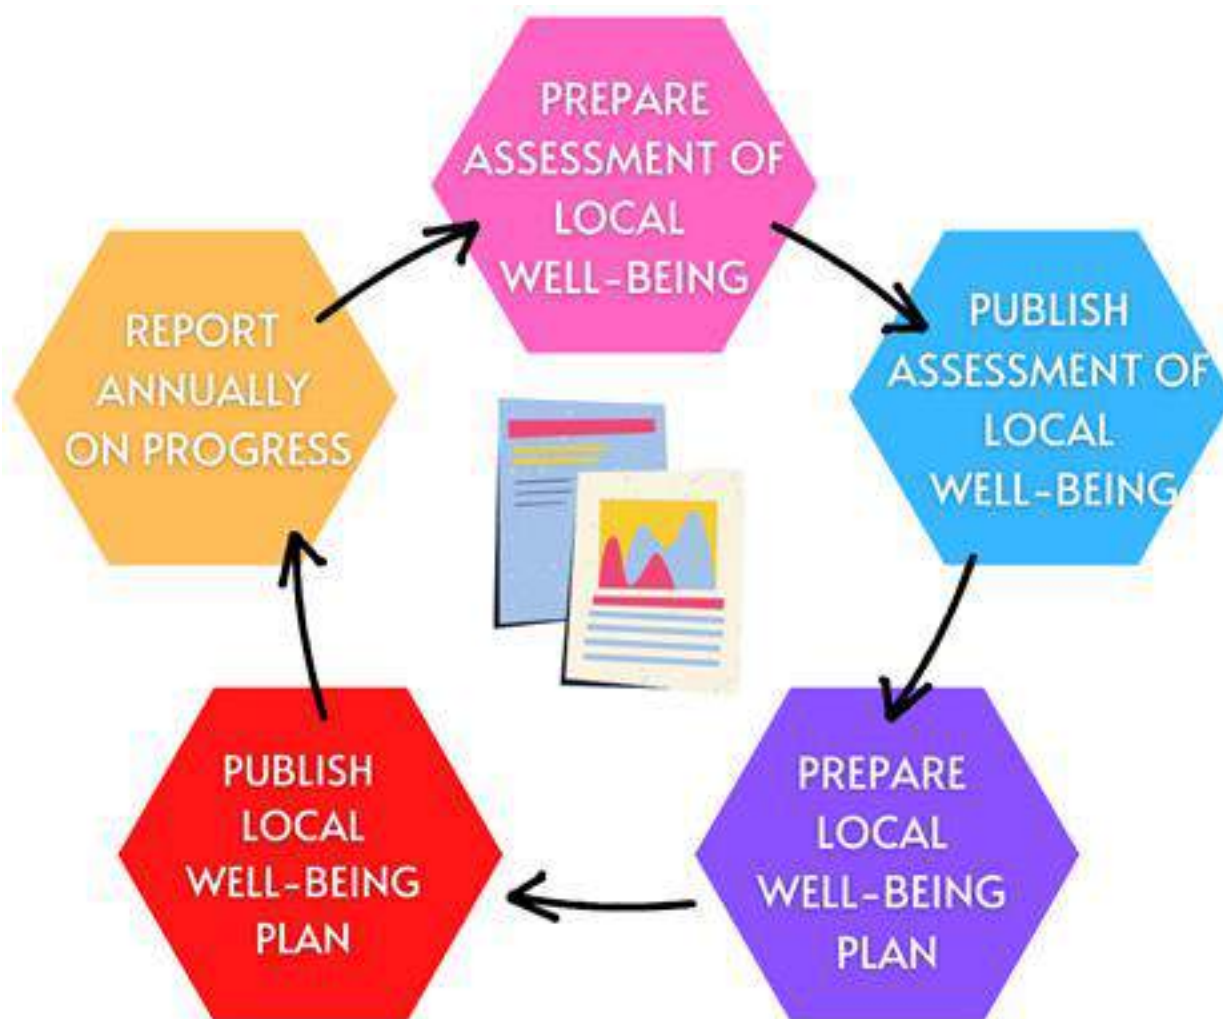 PREPARE
ASSESSMENT OF
LOCAL
WELL-BEING
PUBLISH
ASSESSMENT OF
LOCAL
WELL-BEING
PREPARE
LOCAL
WELL-BEING
PLAN
PUBLISH
LOCAL
WELL-BEING
PLAN
REPORT
ANNUALLY
ON PROGRESS